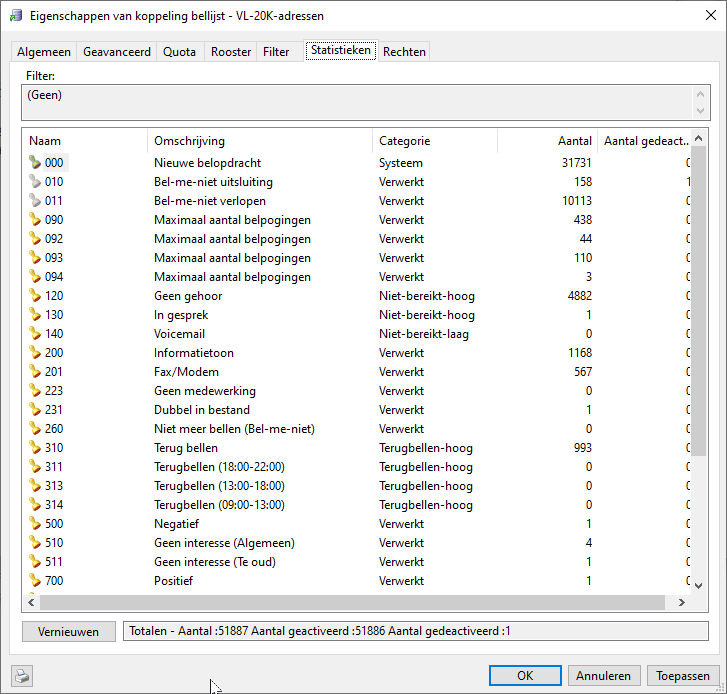 Eigenschappen van koppeling bellijst - VL-20K-adressen
Algemeen Geavanceerd Quota Rooster Filter Statistieken Rechten
Filter:
(Geen)
Naam Omschrijving Categorie Aantal Aantal gedeact...
000 Nieuwe belopdracht Systeem 31731 0
010 Bel-me-niet uitsluiting Verwerkt 158 1
011 Bel-me-niet verlopen Verwerkt 10113 0
090 Maximaal aantal belpogingen Verwerkt 438 0
092 Maximaal aantal belpogingen Verwerkt 44 0
093 Maximaal aantal belpogingen Verwerkt 110 0
094 Maximaal aantal belpogingen Verwerkt 3 0
120 Geen gehoor Niet-bereikt-hoog 4882 0
130 In gesprek Niet-bereikt-hoog 1 0
140 Voicemail Niet-bereikt-laag 0 0
200 Informatietoon Verwerkt 1168 0
201 Fax/Modem Verwerkt 567 0
223 Geen medewerking Verwerkt 0 0
231 Dubbel in bestand Verwerkt 1 0
260 Niet meer bellen (Bel-me-niet) Verwerkt 0 0
310 Terug bellen Terugbellen-hoog 993 0
311 Terugbellen (18:00-22:00) Terugbellen-hoog 0 0
313 Terugbellen (13:00-18:00) Terugbellen-hoog 0 0
314 Terugbellen (09:00-13:00) Terugbellen-hoog 0 0
500 Negatief Verwerkt 1 0
510 Geen interesse (Algemeen) Verwerkt 4 0
511 Geen interesse (Te oud) Verwerkt 1 0
700 Positief Verwerkt 1 0
Vernieuwen Totalen - Aantal :51887 Aantal geactiveerd :51886 Aantal gedeactiveerd :1
OK Annuleren Toepassen